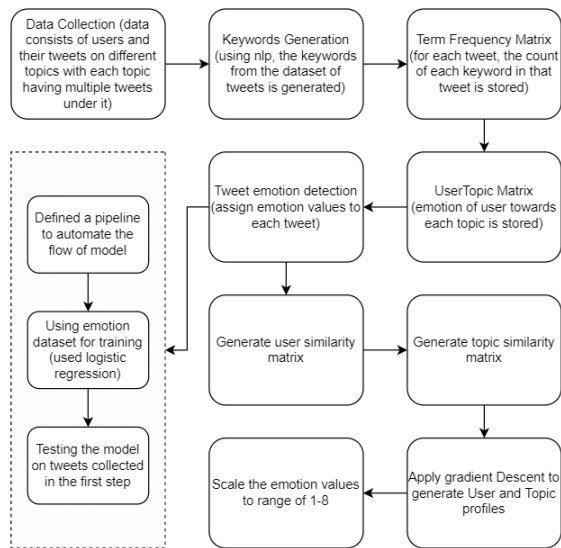 Data Collection (data
consists of users and
their tweets on different
topics with each topic
having multiple tweets
under it)
Keywords Generation
(using nlp, the keywords
from the dataset of
tweets is generated)
Term Frequency Matrix
(for each tweet, the count
of each keyword in that
tweet is stored)
UserTopic Matrix
(emotion of user towards
each topic is stored)
Tweet emotion detection
(assign emotion values to
each tweet)
Defined a pipeline
to automate the
flow of model
Using emotion
dataset for training
(used logistic
regression)
Testing the model
on tweets collected
in the first step
Generate user similarity
matrix
Generate topic similarity
matrix
Apply gradient Descent to
generate User and Topic
profiles
Scale the emotion values
to range of 1-8